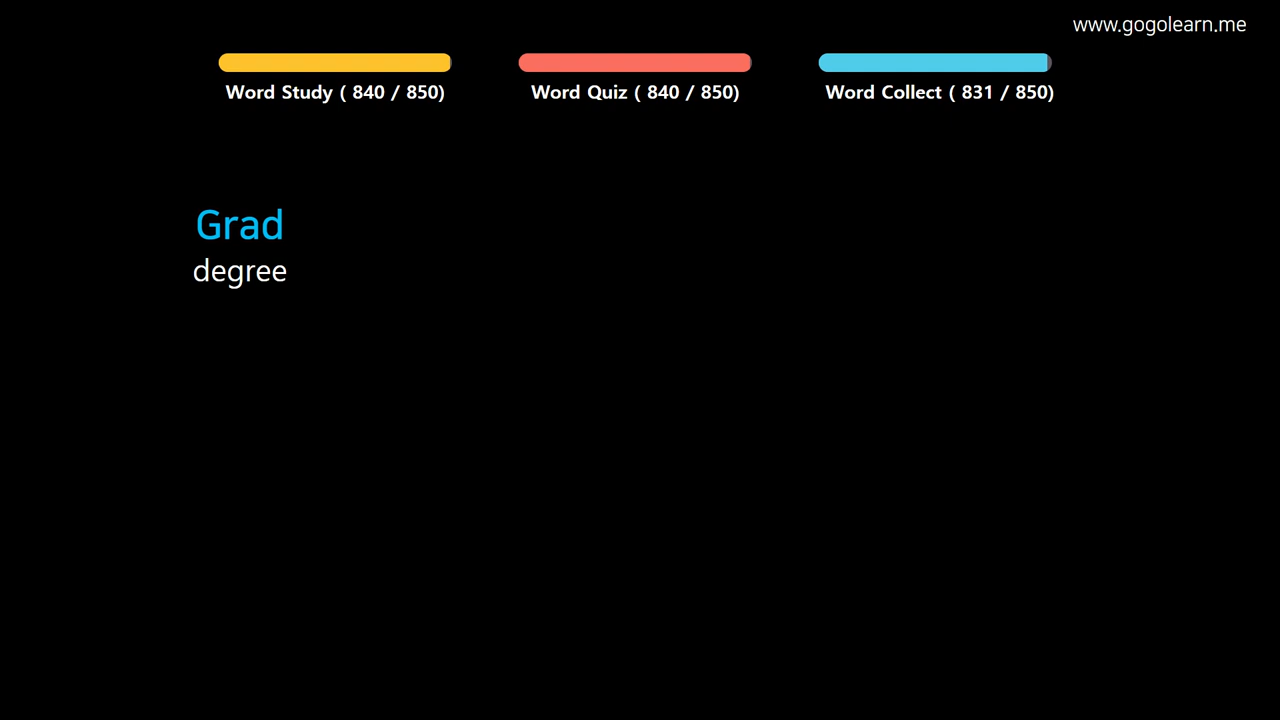 www.gogolearn.me
Word Study ( 840 / 850)
Word Quiz ( 840 / 850)
Word Collect ( 831 / 850)
Grad
degree